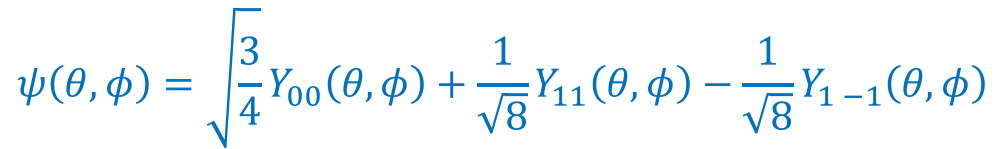 𝜓(𝜃, 𝜙) = √(3/4) 𝑌₀₀(𝜃, 𝜙) + 1/√8 𝑌₁₁(𝜃, 𝜙) − 1/√8 𝑌₁ ₋₁(𝜃, 𝜙)